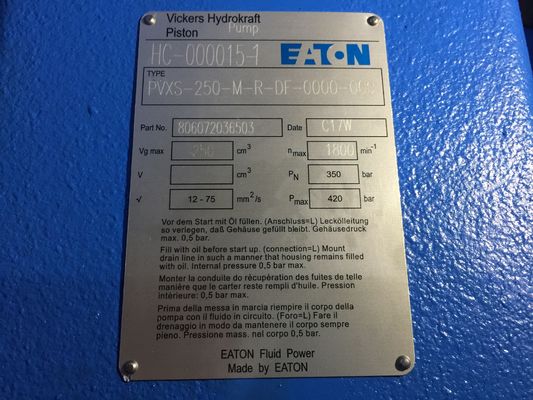 Vickers Hydrokraft
Piston Pump
HC-000015-1 EATON
TYPE
PVXS-250-M-R-DF-0000-000
Part No. 806072036503 Date C17W
Vg max 250 cm³ nmax 1800 min⁻¹
V cm³ PN 350 bar
√ 12 - 75 mm²/s Pmax 420 bar
Vor dem Start mit Öl füllen. (Anschluss=L) Leckölleitung
so verlegen, daß Gehäuse gefüllt bleibt. Gehäusedruck
max. 0,5 bar.
Fill with oil before start up. (connection=L) Mount
drain line in such a manner that housing remains filled
with oil. Internal pressure 0,5 bar max.
Monter la conduite do récupération des fuites de telle
manière que le carter reste rempli d'huile. Pression
intérieure: 0,5 bar max.
Prima della messa in marcia riempire il corpo della
pompa con il fluido in circuito. (Foro=L) Fare il
drenaggio in modo da mantenere il corpo sempre
pieno. Pressione mass. nel corpo 0,5 bar.
EATON Fluid Power
Made by EATON